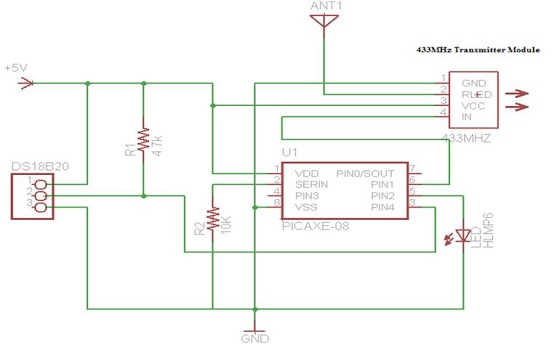 ANT1
433MHz Transmitter Module
+5V
1 GND
2 RLED
3 VCC
4 IN
433MHZ
R1
4.7k
DS18B20
1
2
3
U1
1 VDD PIN0/SOUT 7
2 SERIN PIN1 6
4 PIN3 PIN2 5
8 VSS PIN4 3
PICAXE-08
R2
10K
LED
HLMP6
GND